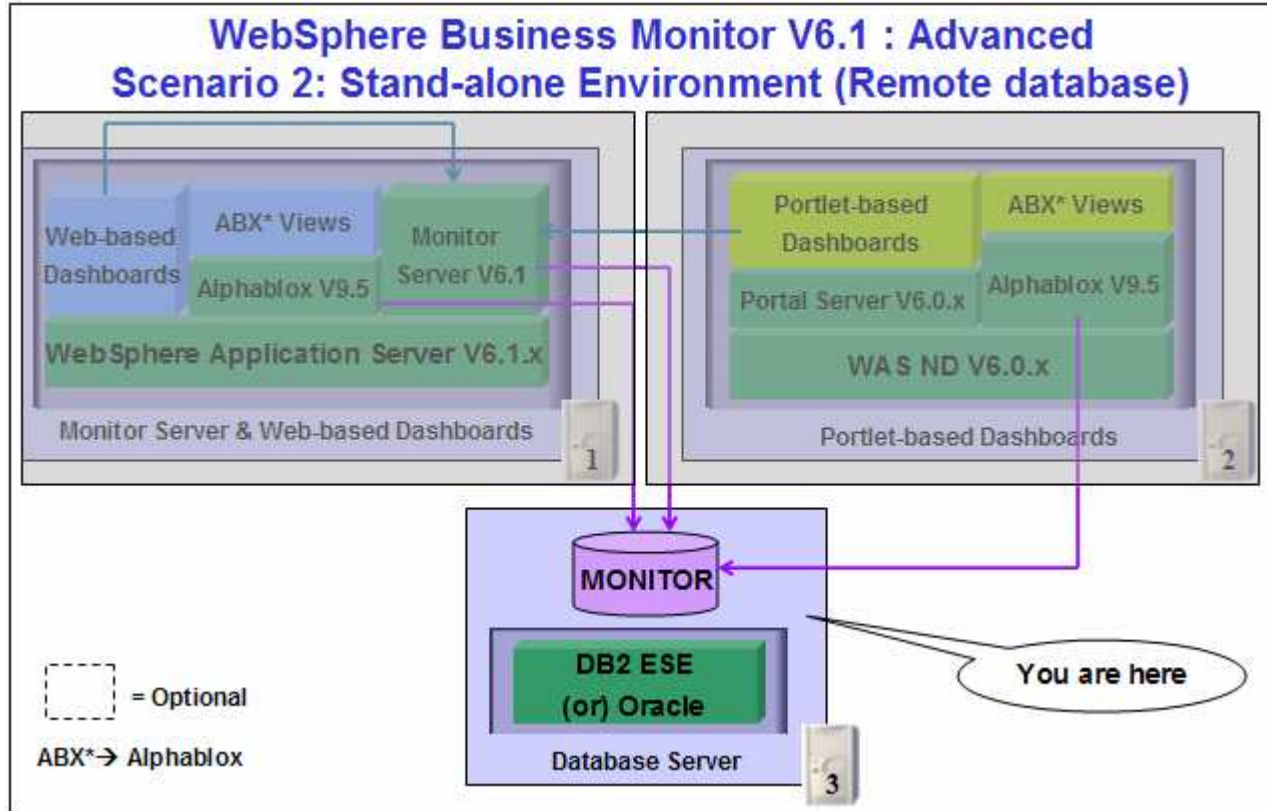 WebSphere Business Monitor V6.1 : Advanced
Scenario 2: Stand-alone Environment (Remote database)
Web-based
Dashboards
ABX* Views
Alphablox V9.5
Monitor
Server V6.1
WebSphere Application Server V6.1.x
Monitor Server & Web-based Dashboards
1
Portlet-based
Dashboards
ABX* Views
Portal Server V6.0.x
Alphablox V9.5
WAS ND V6.0.x
Portlet-based Dashboards
2
MONITOR
DB2 ESE
(or) Oracle
Database Server
3
You are here
= Optional
ABX*→ Alphablox